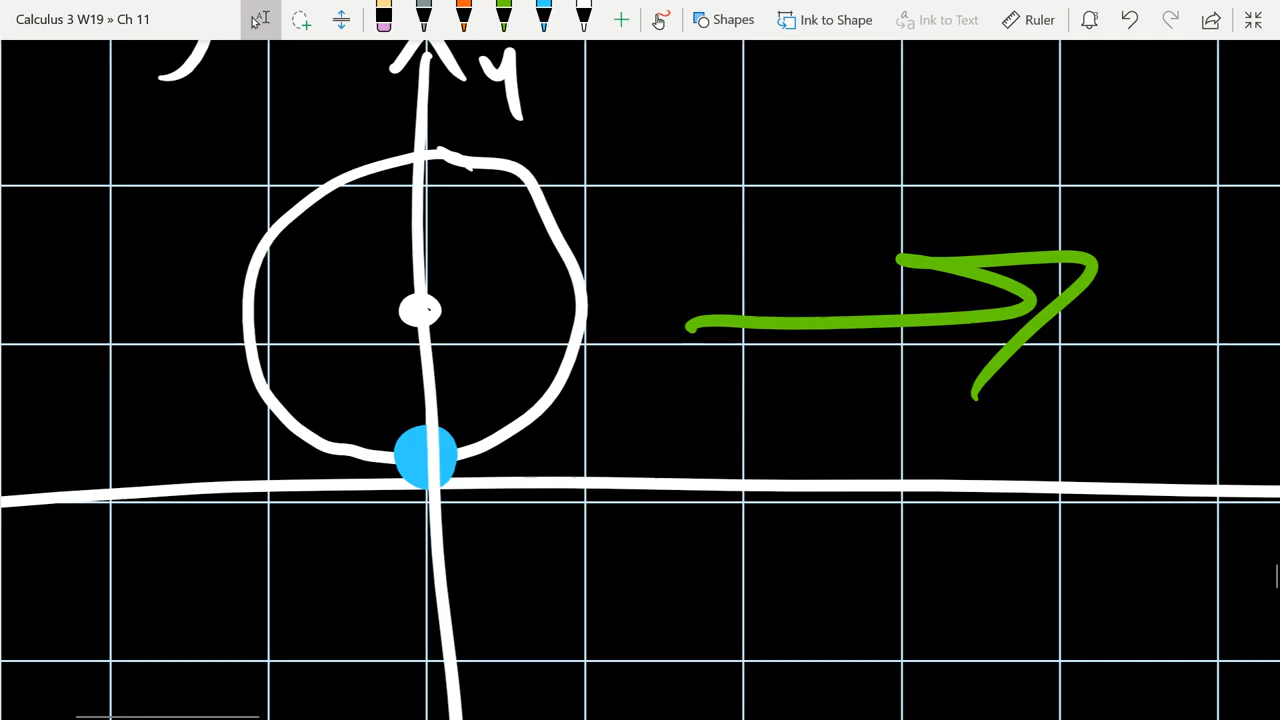 Calculus 3 W19 » Ch 11
Shapes
Ink to Shape
Ink to Text
Ruler
y